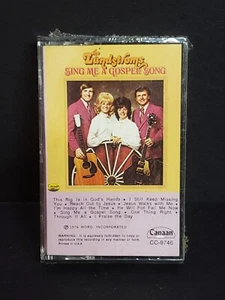 the
Lundstroms
SING ME A GOSPEL SONG
This Rig Is in God's Hands • I Still Keep Missing
You • Reach Out to Jesus • Jesus Walks with Me •
I'm Happy All the Time • He Will Not Fail Me Now
• Sing Me a Gospel Song • One Thing Right •
Through It All • I Praise the Day
© 1974 WORD, INCORPORATED
WARNING: It is expressly forbidden to copy or
reproduce this
recording in any manner or form.
Made in U.S.A.
Canaan
CC-9746